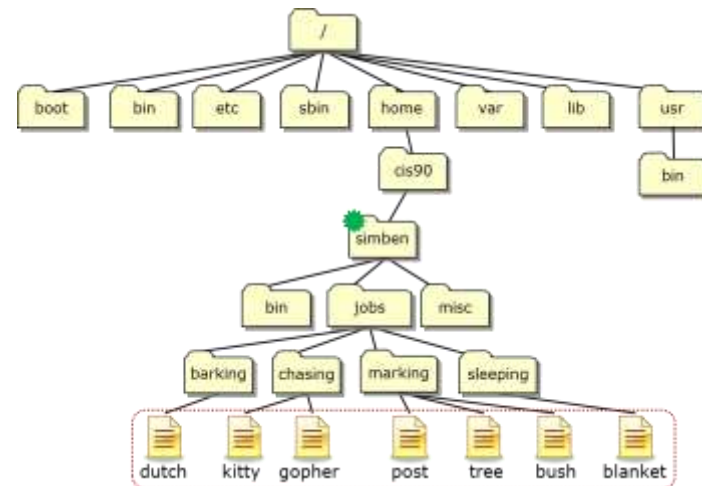 /
boot bin etc sbin home var lib usr
cis90 bin
simben
bin jobs misc
barking chasing marking sleeping
dutch kitty gopher post tree bush blanket